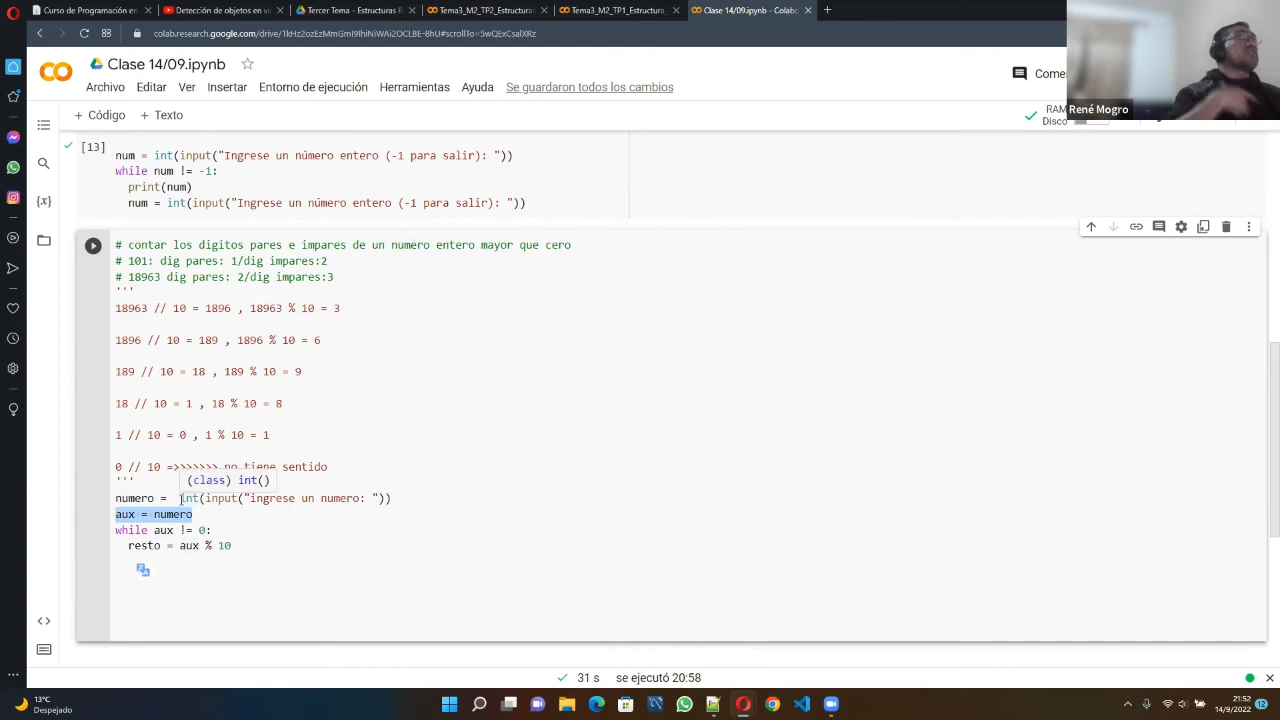 Curso de Programación en
Detección de objetos en vi
Tercer Tema – Estructuras R
Tema3_M2_TP2_Estructuras
Tema3_M2_TP1_Estructura_
Clase 14/09.ipynb - Colabo
colab.research.google.com/drive/1kHz2ozEzMmGmI9IhiNiWAi2OCLBE-8hU#scrollTo=5wQExCsalXRz
Clase 14/09.ipynb
Archivo Editar Ver Insertar Entorno de ejecución Herramientas Ayuda Se guardaron todos los cambios
Come
René Mogro
+ Código + Texto
RAM
Disco
[13]
num = int(input("Ingrese un número entero (-1 para salir): "))
while num != -1:
print(num)
num = int(input("Ingrese un número entero (-1 para salir): "))
# contar los digitos pares e impares de un numero entero mayor que cero
# 101: dig pares: 1/dig impares:2
# 18963 dig pares: 2/dig impares:3
'''
18963 // 10 = 1896 , 18963 % 10 = 3
1896 // 10 = 189 , 1896 % 10 = 6
189 // 10 = 18 , 189 % 10 = 9
18 // 10 = 1 , 18 % 10 = 8
1 // 10 = 0 , 1 % 10 = 1
0 // 10 =>>>>>>> no tiene sentido
'''
(class) int()
numero = int(input("ingrese un numero: "))
aux = numero
while aux != 0:
resto = aux % 10
31 s se ejecutó 20:58
13°C
Despejado
21:52
14/9/2022